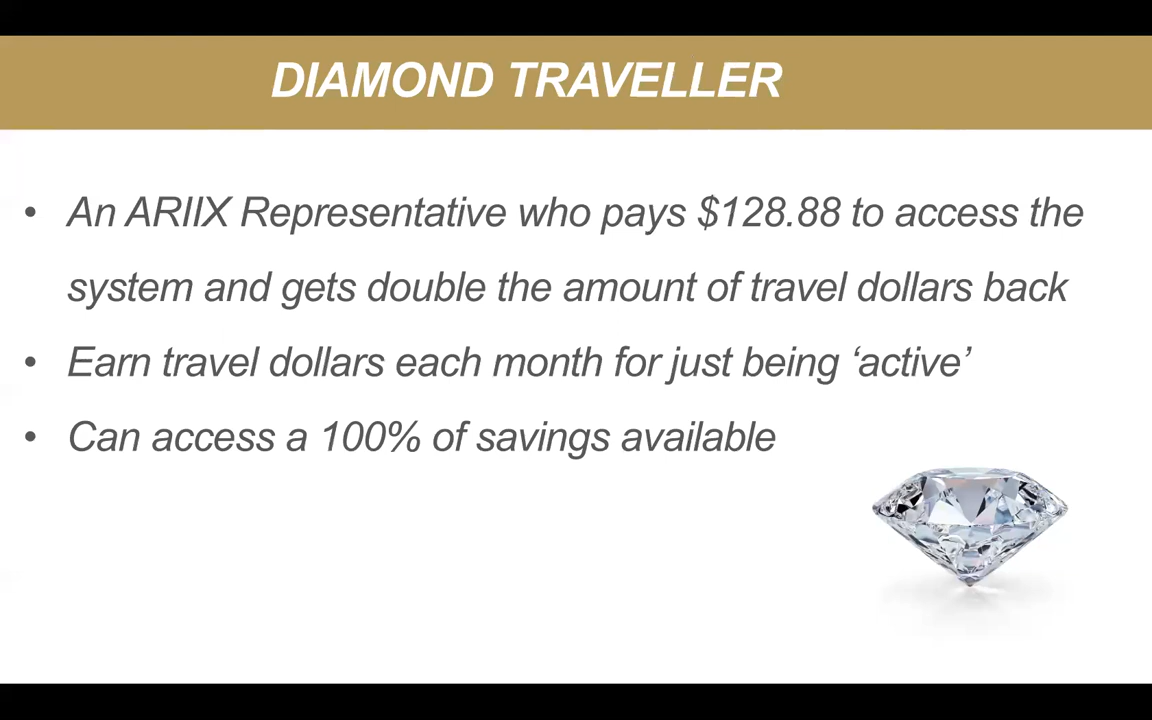 DIAMOND TRAVELLER
• An ARIIX Representative who pays $128.88 to access the
system and gets double the amount of travel dollars back
• Earn travel dollars each month for just being ‘active’
• Can access a 100% of savings available